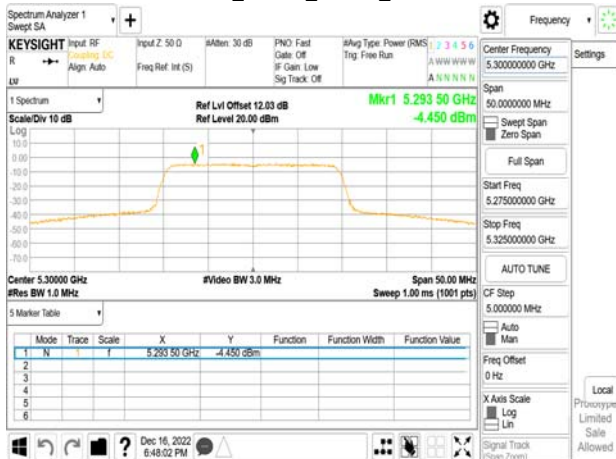 Spectrum Analyzer 1
Swept SA
Frequency
KEYSIGHT
R
LXI
Input: RF
Coupling: DC
Align: Auto
Input Z: 50 Ω
Freq Ref: Int (S)
#Atten: 30 dB
PNO: Fast
Gate: Off
IF Gain: Low
Sig Track: Off
#Avg Type: Power (RMS
Trig: Free Run
1 2 3 4 5 6
A W W W W W
A N N N N N
1 Spectrum
Scale/Div 10 dB
Ref Lvl Offset 12.03 dB
Ref Level 20.00 dBm
Mkr1 5.293 50 GHz
-4.450 dBm
Log
10.0
0.00
-10.0
-20.0
-30.0
-40.0
-50.0
-60.0
-70.0
1
Center 5.30000 GHz
#Res BW 1.0 MHz
#Video BW 3.0 MHz
Span 50.00 MHz
Sweep 1.00 ms (1001 pts)
5 Marker Table
Mode Trace Scale X Y Function Function Width Function Value
1 N 1 f 5.293 50 GHz -4.450 dBm
2
3
4
5
6
Dec 16, 2022
6:48:02 PM
Center Frequency
5.300000000 GHz
Settings
Span
50.0000000 MHz
Swept Span
Zero Span
Full Span
Start Freq
5.275000000 GHz
Stop Freq
5.325000000 GHz
AUTO TUNE
CF Step
5.000000 MHz
Auto
Man
Freq Offset
0 Hz
X Axis Scale
Log
Lin
Signal Track
(Span Zoom)
Local
Prototype
Limited
Sale
Allowed